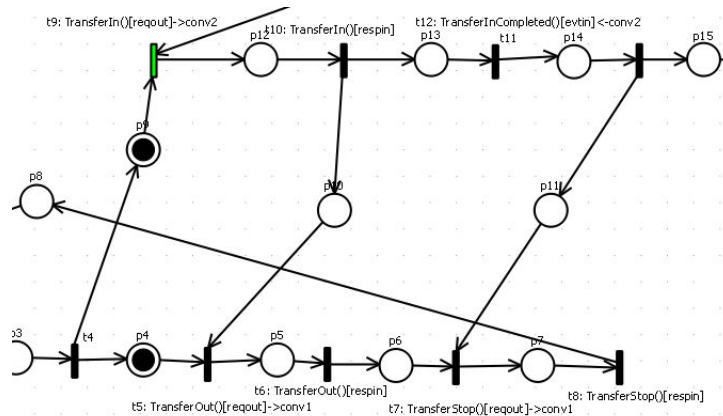 t9: TransferIn()[reqout]->conv2
t12: TransferInCompleted()[evtin]<-conv2
p12
t10: TransferIn()[respin]
p13
t11
p14
p15
p9
p8
p10
p11
p3
t4
p4
p5
p6
p7
t6: TransferOut()[respin]
t8: TransferStop()[respin]
t5: TransferOut()[reqout]->conv1
t7: TransferStop()[reqout]->conv1